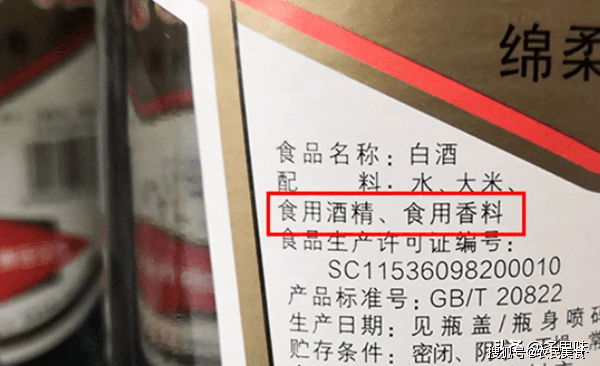 绵柔
食品名称：白酒
配料：水、大米、
食用酒精、食用香料
食品生产许可证编号：
SC11536098200010
产品标准号：GB/T 20822
生产日期：见瓶盖/瓶身喷码
贮存条件：密闭、阴